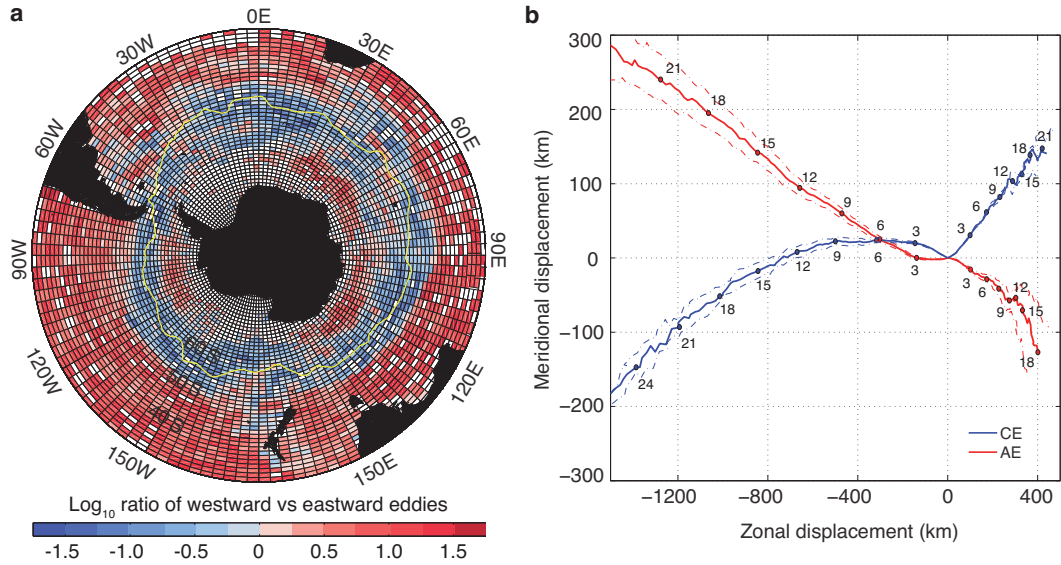 a
0E
30E
60E
90E
120E
150E
150W
120W
90W
60W
30W
Log10 ratio of westward vs eastward eddies
-1.5 -1.0 -0.5 0 0.5 1.0 1.5
b
Meridional displacement (km)
300
200
100
0
−100
−200
−300
21
18
15
12
9
6
3
3
6
9
12
15
18
21
24
3
6
9
12
15
18
21
3
6
9
12
15
18
CE
AE
−1200 −800 −400 0 400
Zonal displacement (km)